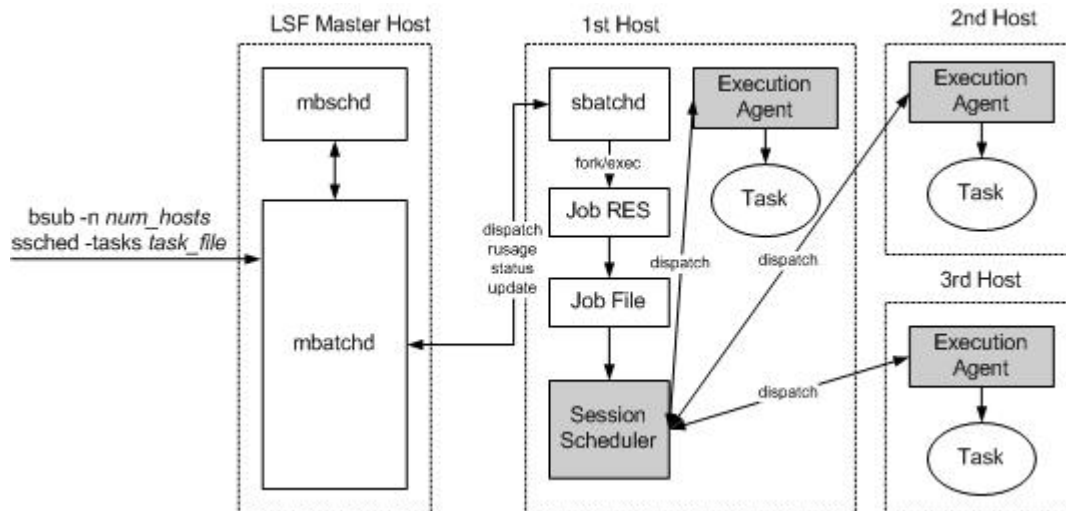 LSF Master Host
1st Host
2nd Host
mbschd
sbatchd
Execution
Agent
Execution
Agent
fork/exec
Task
Task
bsub -n num_hosts
ssched -tasks task_file
Job RES
dispatch
rusage
status
update
dispatch
dispatch
3rd Host
Job File
mbatchd
Execution
Agent
dispatch
Session
Scheduler
Task